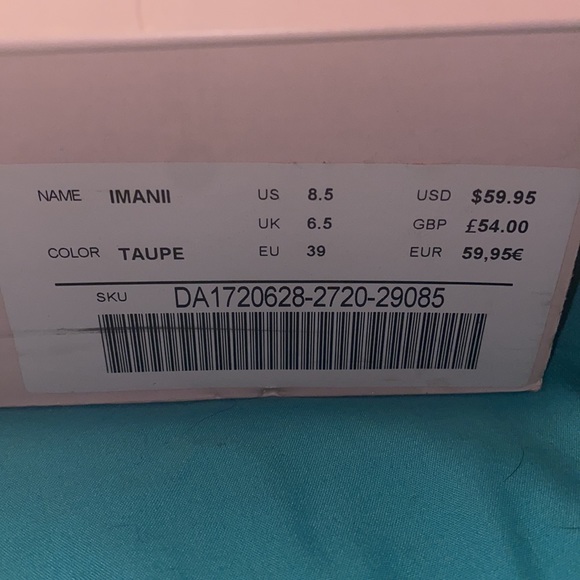 NAME IMANII US 8.5 USD $59.95
UK 6.5 GBP £54.00
COLOR TAUPE EU 39 EUR 59,95€
SKU DA1720628-2720-29085